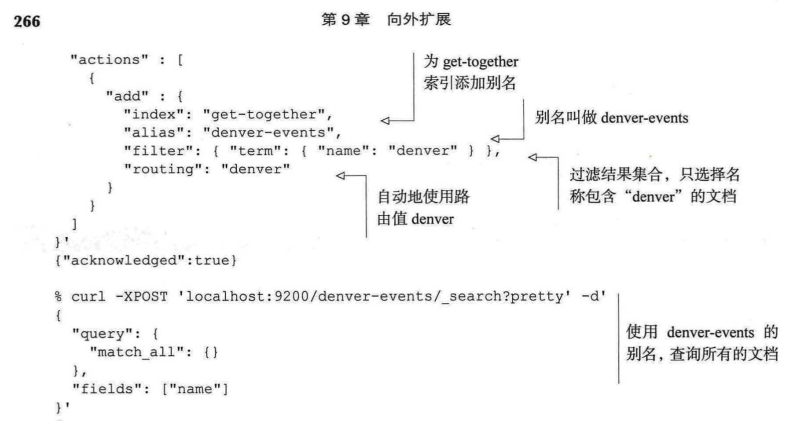 266
第 9 章 向外扩展
"actions" : [
{
"add" : {
"index": "get-together",
"alias": "denver-events",
"filter": { "term": { "name": "denver" } },
"routing": "denver"
}
}
]
}'
{"acknowledged":true}
为 get-together
索引添加别名
别名叫做 denver-events
过滤结果集合，只选择名
称包含“denver”的文档
自动地使用路
由值 denver
% curl -XPOST 'localhost:9200/denver-events/_search?pretty' -d'
{
"query": {
"match_all": {}
},
"fields": ["name"]
}'
使用 denver-events 的
别名，查询所有的文档